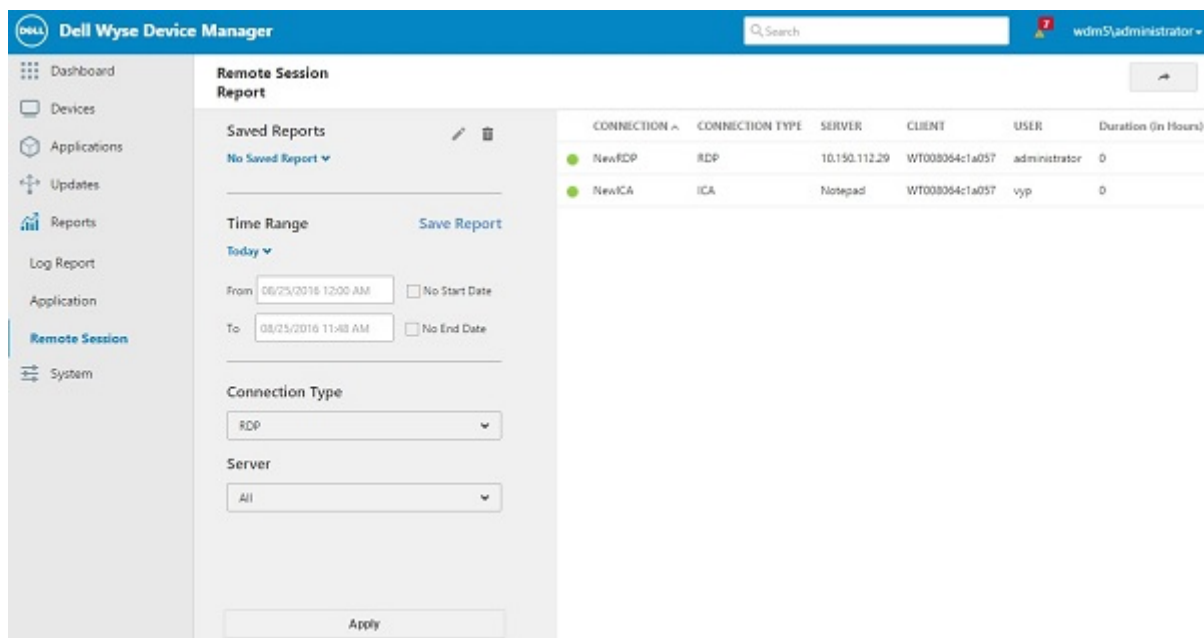 DELL Dell Wyse Device Manager
Search
7
wdm5\administrator
Dashboard
Devices
Applications
Updates
Reports
Log Report
Application
Remote Session
System
Remote Session
Report
Saved Reports
No Saved Report
Time Range Save Report
Today
From 08/25/2016 12:00 AM No Start Date
To 08/25/2016 11:48 AM No End Date
Connection Type
RDP
Server
All
Apply
CONNECTION CONNECTION TYPE SERVER CLIENT USER Duration (in Hours)
NewRDP RDP 10.150.112.29 WT008064c1a057 administrator 0
NewICA ICA Notepad WT008064c1a057 vyp 0